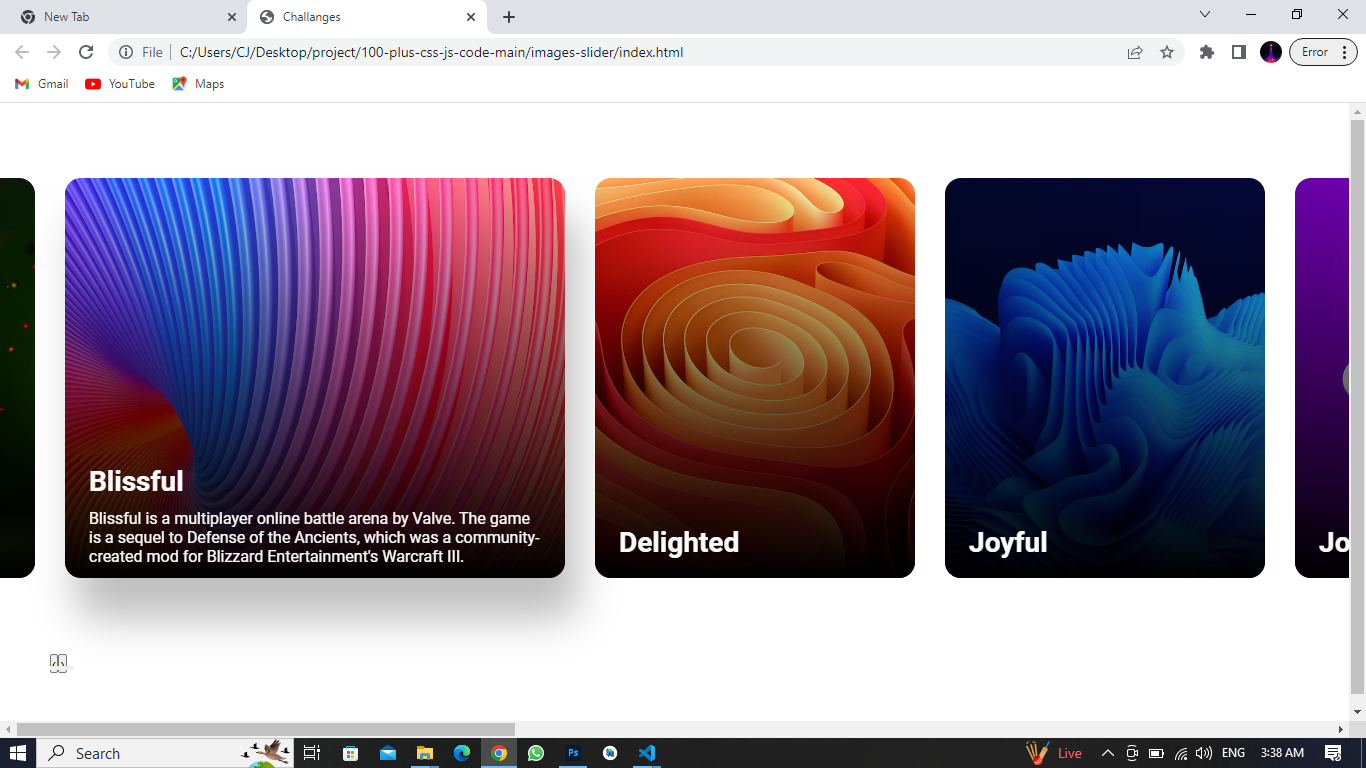 New Tab
Challanges
File
C:/Users/CJ/Desktop/project/100-plus-css-js-code-main/images-slider/index.html
Error
Gmail
YouTube
Maps
Blissful
Blissful is a multiplayer online battle arena by Valve. The game
is a sequel to Defense of the Ancients, which was a community-
created mod for Blizzard Entertainment's Warcraft III.
Delighted
Joyful
Jo
Search
Ps
Live
ENG
3:38 AM